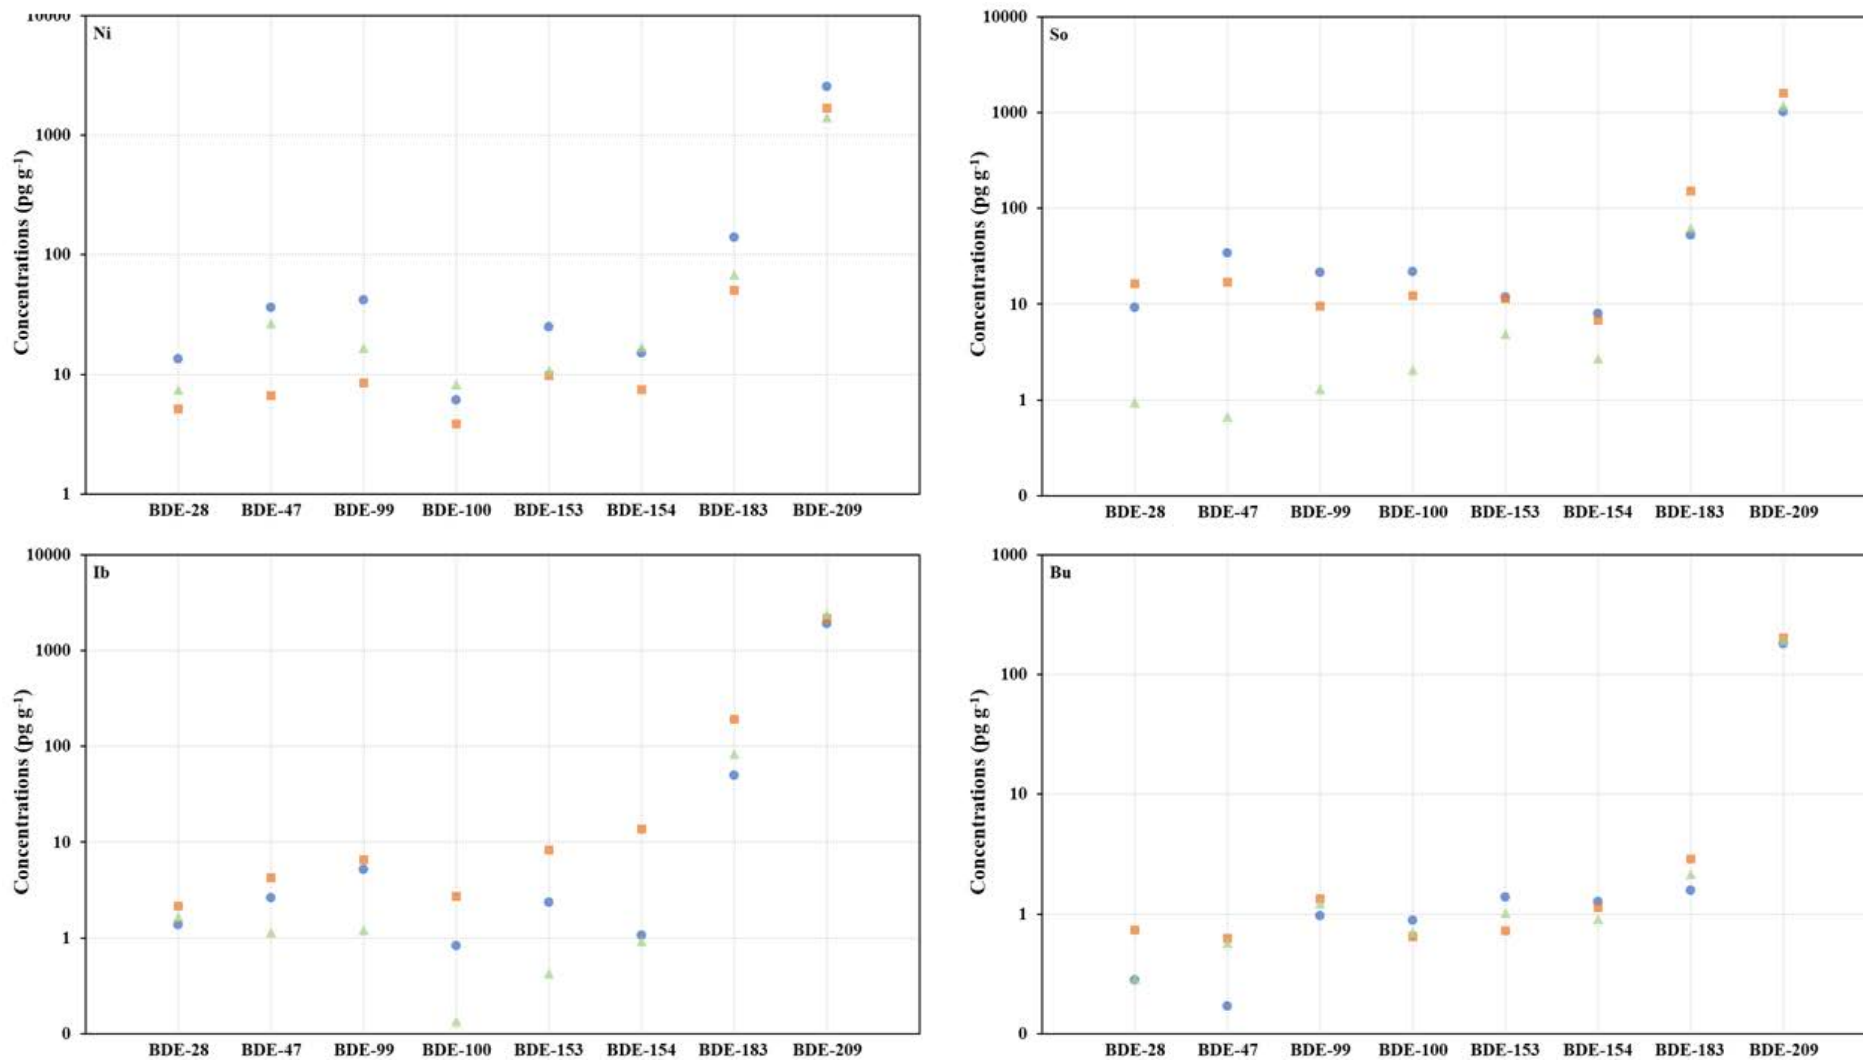 10000
1000
100
10
1
Concentrations (pg g-1)
Ni
BDE-28 BDE-47 BDE-99 BDE-100 BDE-153 BDE-154 BDE-183 BDE-209
10000
1000
100
10
1
0
Concentrations (pg g-1)
So
BDE-28 BDE-47 BDE-99 BDE-100 BDE-153 BDE-154 BDE-183 BDE-209
10000
1000
100
10
1
0
Concentrations (pg g-1)
Ib
BDE-28 BDE-47 BDE-99 BDE-100 BDE-153 BDE-154 BDE-183 BDE-209
1000
100
10
1
0
Concentrations (pg g-1)
Bu
BDE-28 BDE-47 BDE-99 BDE-100 BDE-153 BDE-154 BDE-183 BDE-209